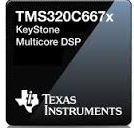 TMS320C667x
KeyStone
Multicore DSP
TEXAS
INSTRUMENTS